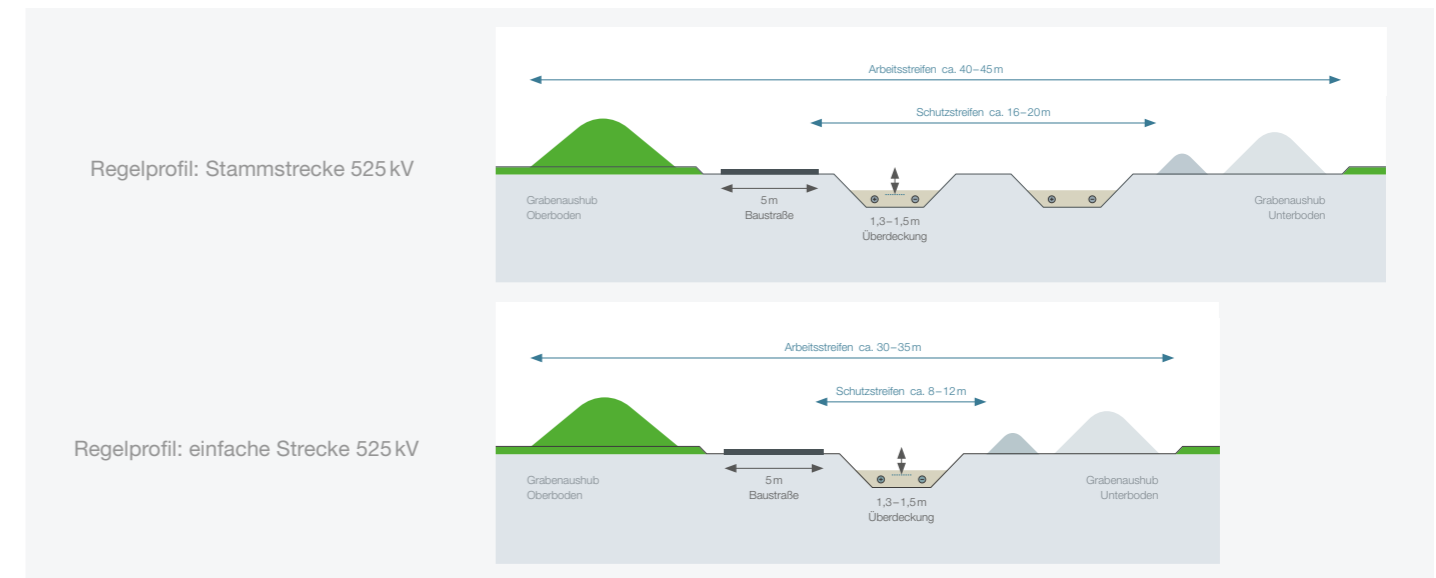 Regelprofil: Stammstrecke 525 kV
Arbeitsstreifen ca. 40–45 m
Schutzstreifen ca. 16–20 m
Grabenaushub
Oberboden
5 m
Baustraße
1,3–1,5 m
Überdeckung
Grabenaushub
Unterboden
Regelprofil: einfache Strecke 525 kV
Arbeitsstreifen ca. 30–35 m
Schutzstreifen ca. 8–12 m
Grabenaushub
Oberboden
5 m
Baustraße
1,3–1,5 m
Überdeckung
Grabenaushub
Unterboden